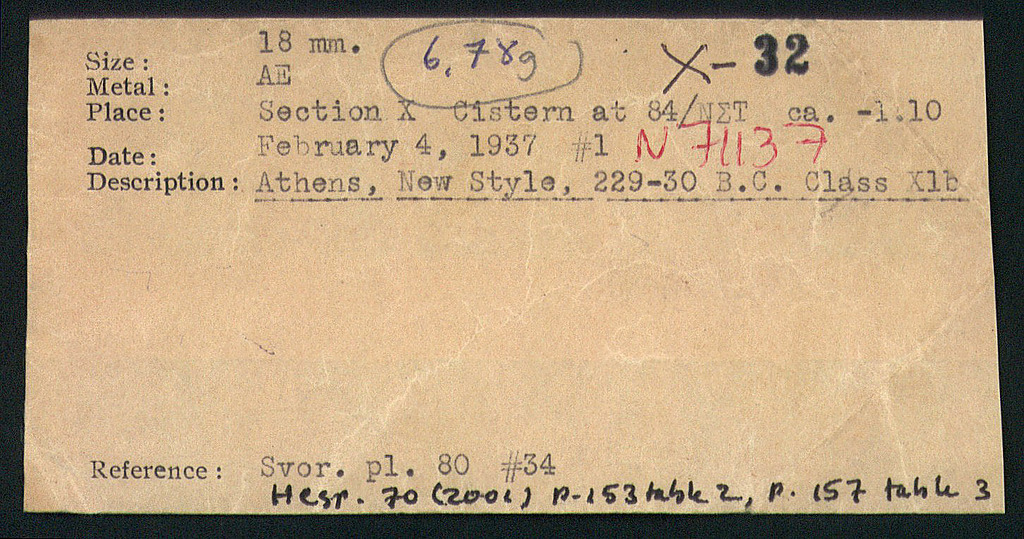 Size: 18 mm. 6,78g X-32
Metal: AE
Place: Section X Cistern at 84/ΝΣΤ ca. -1.10
Date: February 4, 1937 #1 N71137
Description: Athens, New Style, 229-30 B.C. Class X1b
Reference: Svor. pl. 80 #34
Hesp. 70 (2001) p. 153 table 2, p. 157 table 3